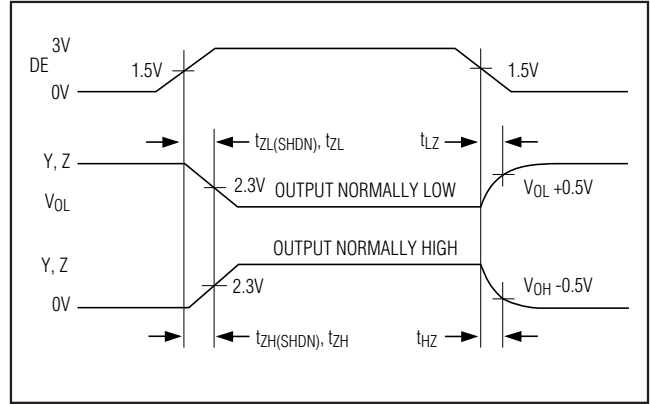 3V
DE
1.5V
1.5V
0V
tZL(SHDN), tZL
tLZ
Y, Z
2.3V
OUTPUT NORMALLY LOW
VOL +0.5V
VOL
OUTPUT NORMALLY HIGH
Y, Z
2.3V
VOH -0.5V
0V
tZH(SHDN), tZH
tHZ